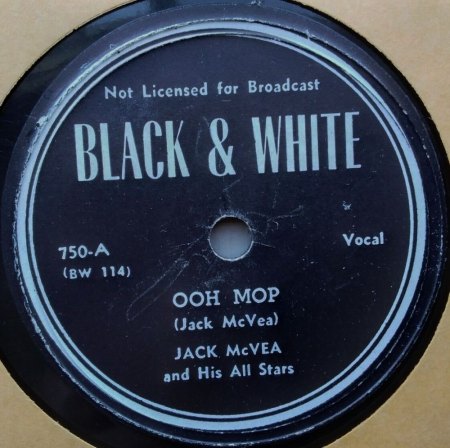 Not Licensed for Broadcast
BLACK & WHITE
750-A
(BW 114)
Vocal
OOH MOP
(Jack McVea)
JACK McVEA
and His All Stars